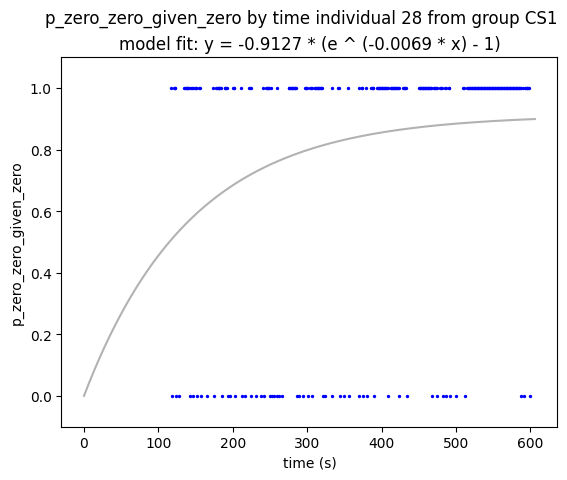 p_zero_zero_given_zero by time individual 28 from group CS1
model fit: y = -0.9127 * (e ^ (-0.0069 * x) - 1)
1.0
0.8
0.6
0.4
0.2
0.0
p_zero_zero_given_zero
0 100 200 300 400 500 600
time (s)